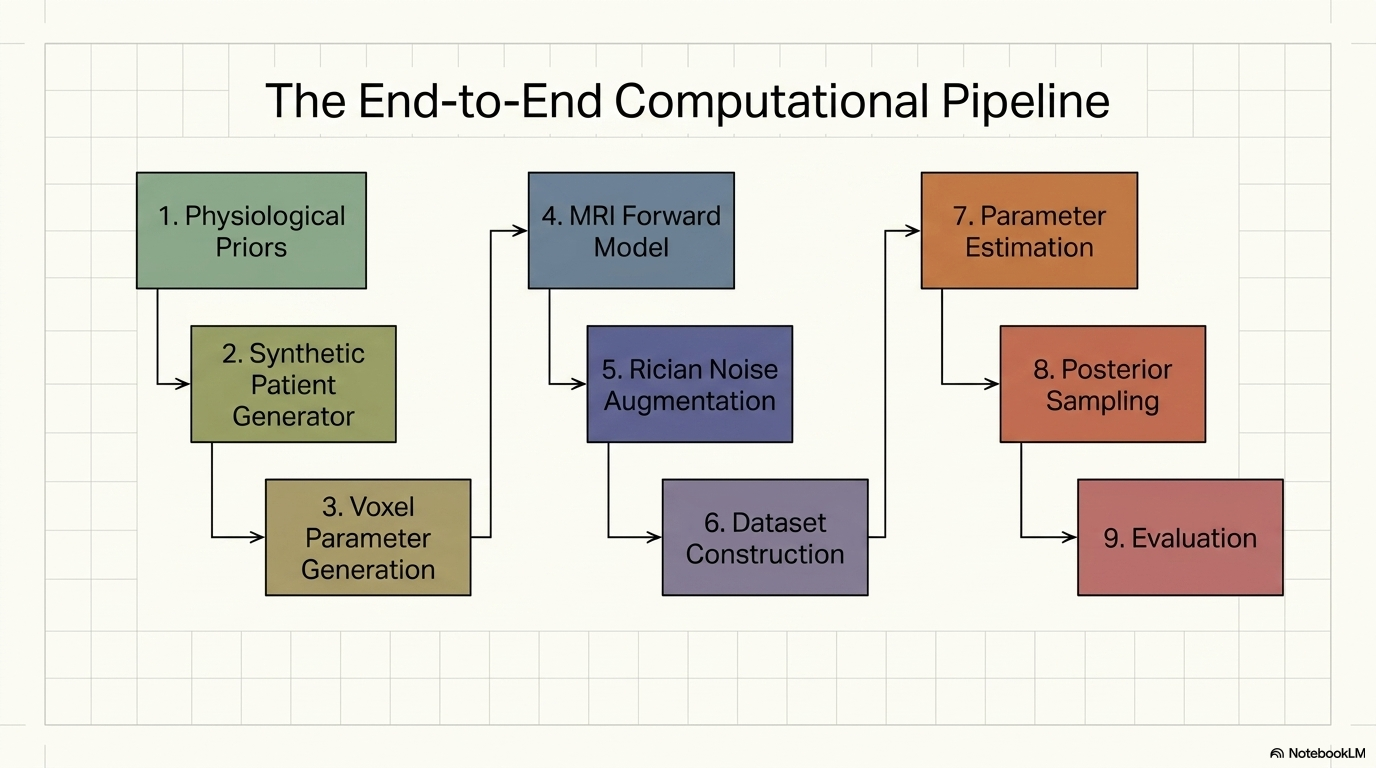 The End-to-End Computational Pipeline
1. Physiological
Priors
2. Synthetic
Patient
Generator
3. Voxel
Parameter
Generation
4. MRI Forward
Model
5. Rician Noise
Augmentation
6. Dataset
Construction
7. Parameter
Estimation
8. Posterior
Sampling
9. Evaluation
NotebookLM